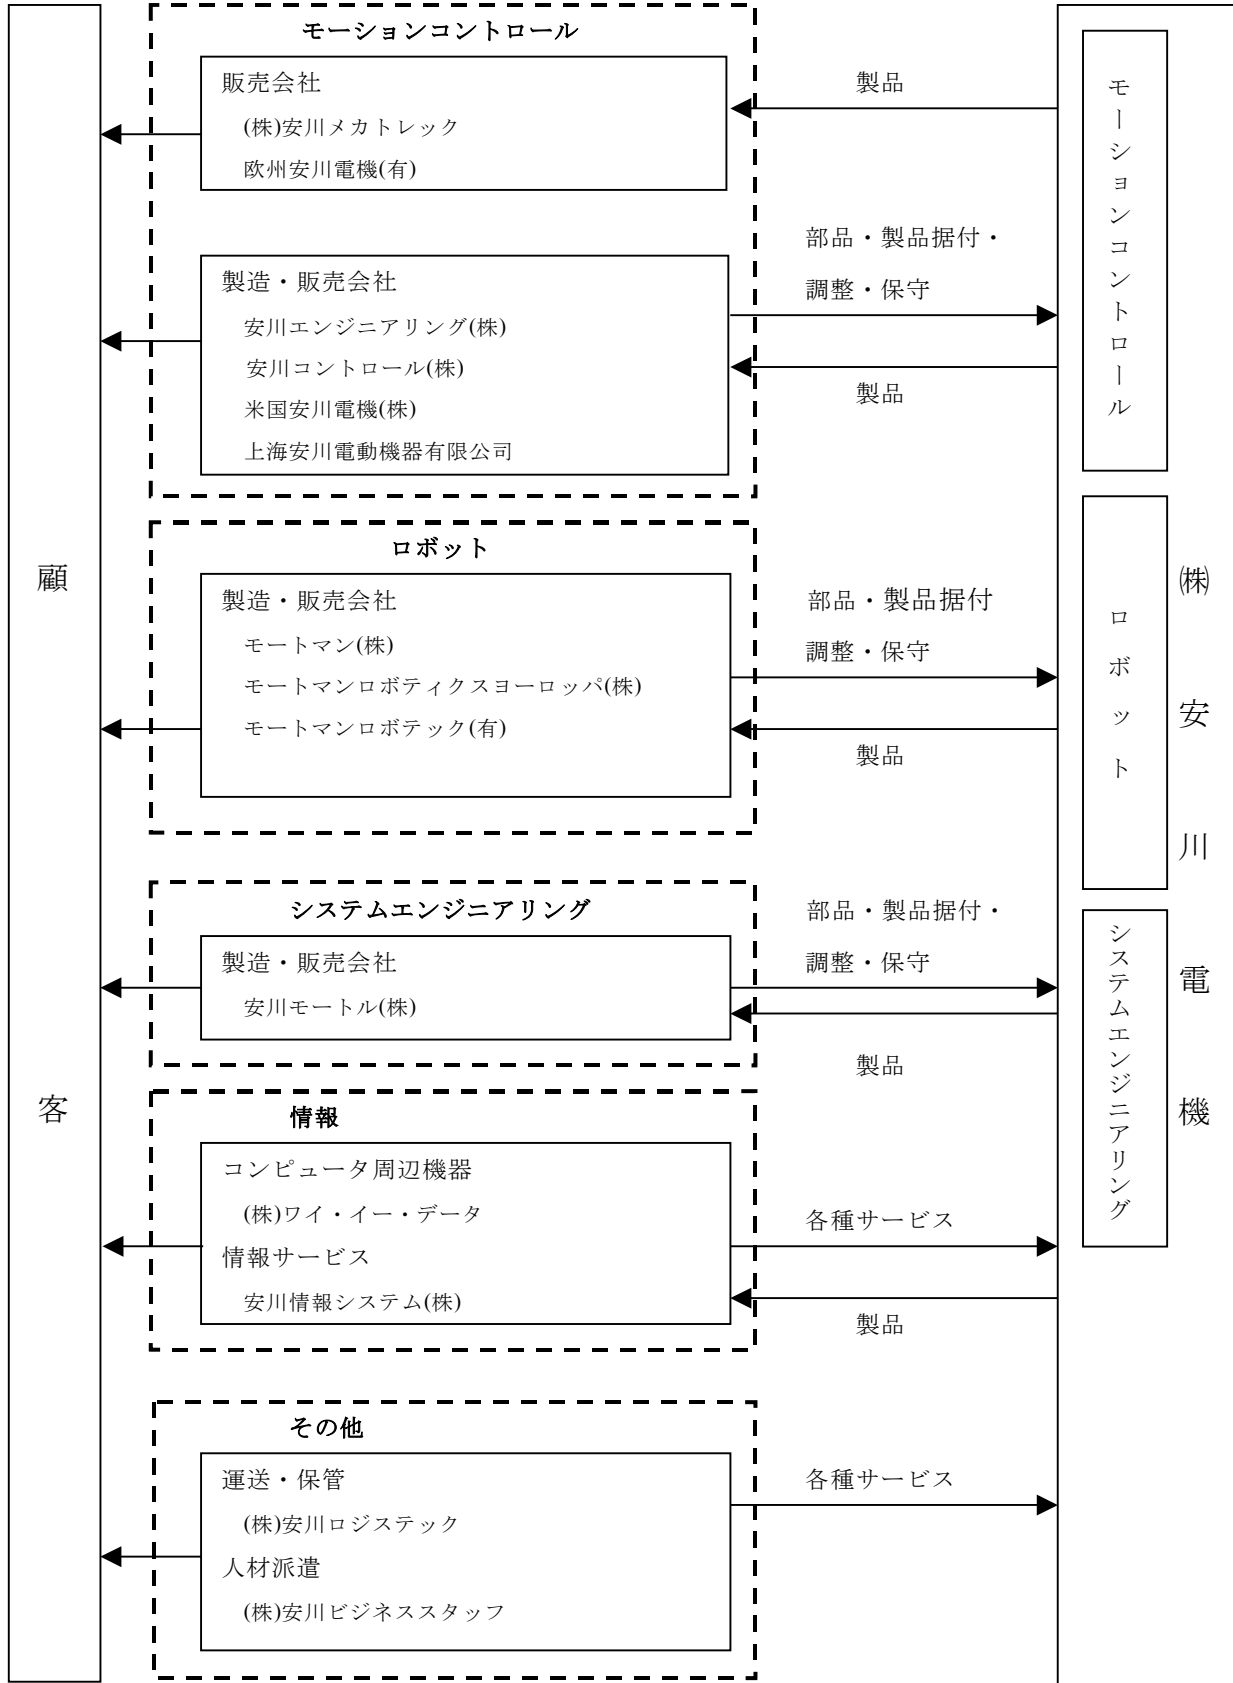 モーションコントロール
販売会社
(株)安川メカトレック
欧州安川電機(有)
製品
製造・販売会社
安川エンジニアリング(株)
安川コントロール(株)
米国安川電機(株)
上海安川電動機器有限公司
部品・製品据付・
調整・保守
製品
モーションコントロール
ロボット
製造・販売会社
モートマン(株)
モートマンロボティクスヨーロッパ(株)
モートマンロボテック(有)
部品・製品据付
調整・保守
製品
ロボット
システムエンジニアリング
製造・販売会社
安川モートル(株)
部品・製品据付・
調整・保守
製品
システムエンジニアリング
情報
コンピュータ周辺機器
(株)ワイ・イー・データ
情報サービス
安川情報システム(株)
各種サービス
製品
その他
運送・保管
(株)安川ロジステック
人材派遣
(株)安川ビジネススタッフ
各種サービス
顧客
㈱安川電機